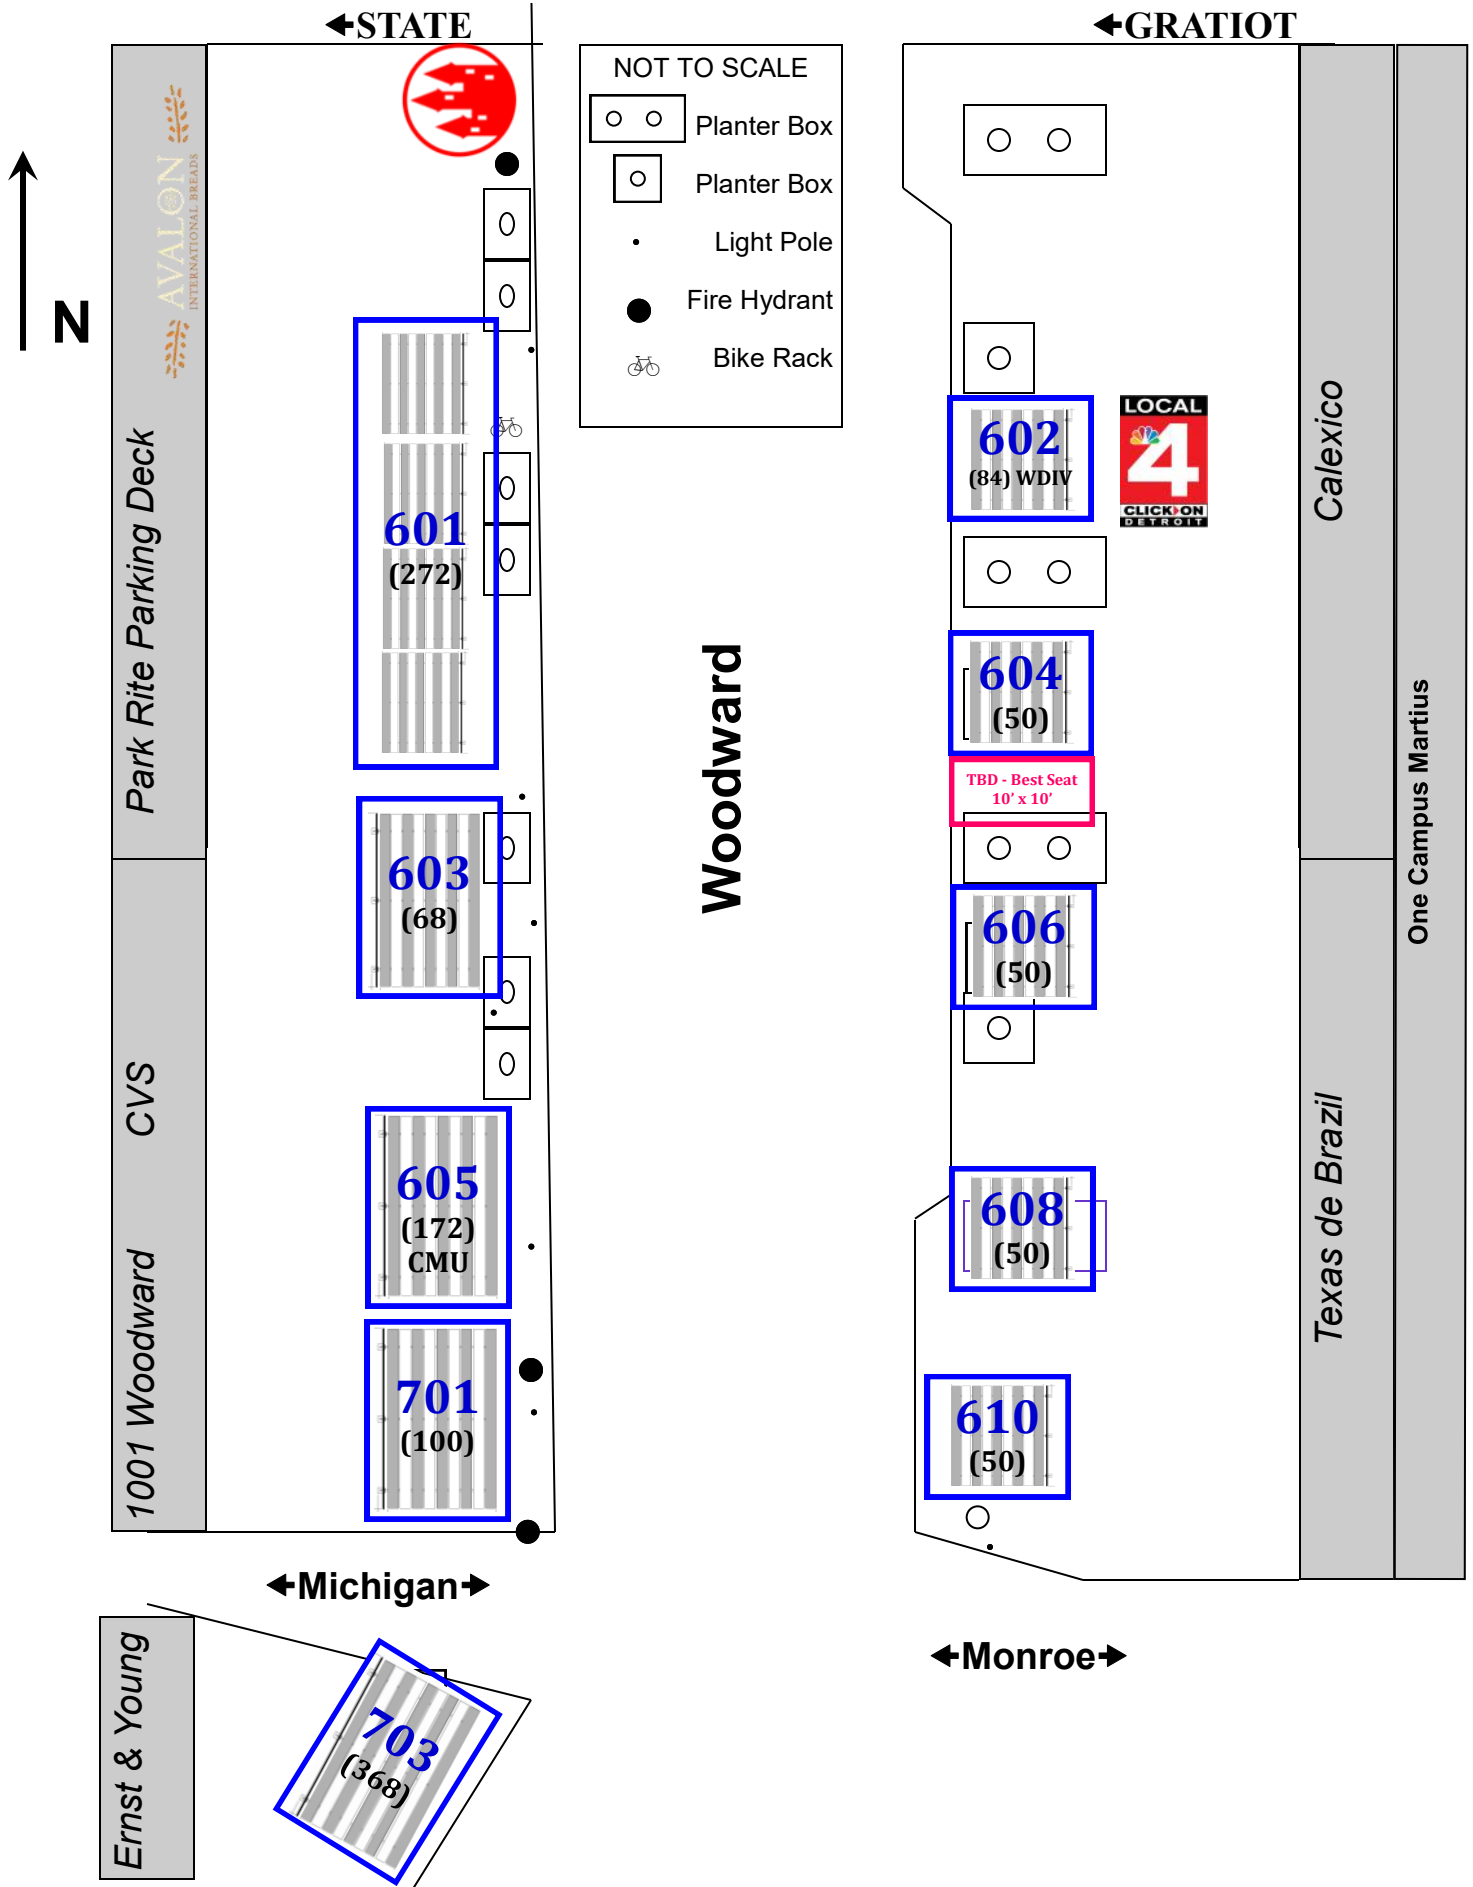 STATE
GRATIOT
NOT TO SCALE
Planter Box
Planter Box
Light Pole
Fire Hydrant
Bike Rack
N
AVALON
INTERNATIONAL BREADS
Park Rite Parking Deck
CVS
1001 Woodward
601
(272)
603
(68)
605
(172)
CMU
701
(100)
Woodward
602
(84) WDIV
LOCAL
4
CLICK ON
DETROIT
604
(50)
TBD - Best Seat
10’ x 10’
606
(50)
608
(50)
610
(50)
Calexico
Texas de Brazil
One Campus Martius
Michigan
Monroe
Ernst & Young
703
(368)